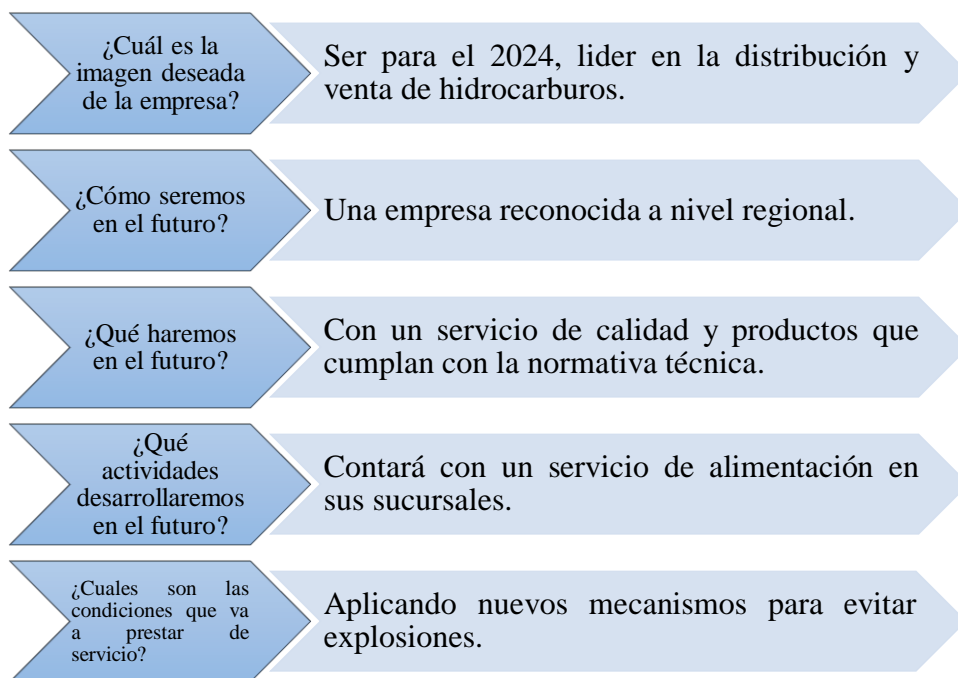 ¿Cuál es la
imagen deseada
de la empresa?
Ser para el 2024, lider en la distribución y
venta de hidrocarburos.
¿Cómo seremos
en el futuro?
Una empresa reconocida a nivel regional.
¿Qué haremos
en el futuro?
Con un servicio de calidad y productos que
cumplan con la normativa técnica.
¿Qué
actividades
desarrollaremos
en el futuro?
Contará con un servicio de alimentación en
sus sucursales.
¿Cuales son las
condiciones que va
a prestar de
servicio?
Aplicando nuevos mecanismos para evitar
explosiones.